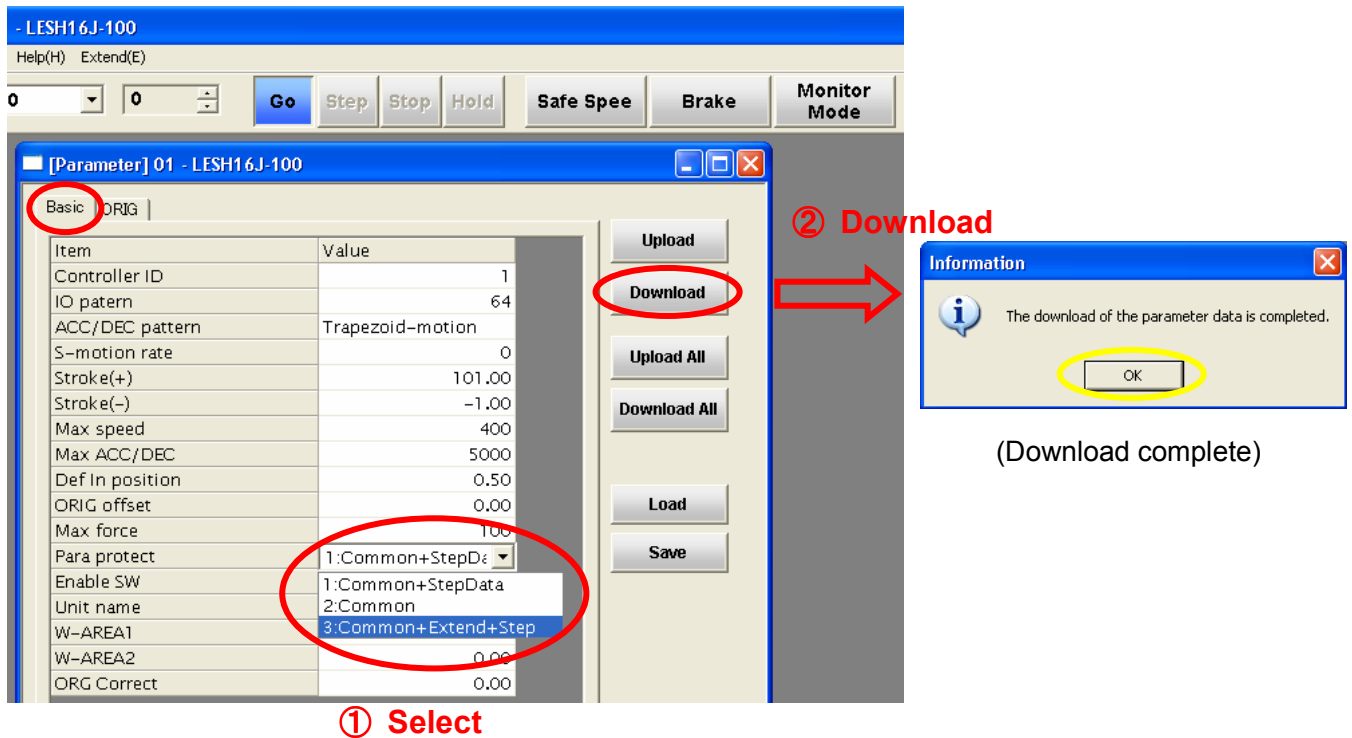 - LESH16J-100
Help(H) Extend(E)
0 0 Go Step Stop Hold Safe Spee Brake Monitor Mode
[Parameter] 01 - LESH16J-100
Basic ORIG
Item Value
Controller ID 1
IO patern 64
ACC/DEC pattern Trapezoid-motion
S-motion rate 0
Stroke(+) 101.00
Stroke(-) -1.00
Max speed 400
Max ACC/DEC 5000
Def In position 0.50
ORIG offset 0.00
Max force 100
Para protect 1:Common+StepDa
Enable SW 1:Common+StepData
Unit name 2:Common
W-AREA1 3:Common+Extend+Step
W-AREA2 0.00
ORG Correct 0.00
Upload
Download
Upload All
Download All
Load
Save
① Select
② Download
Information
The download of the parameter data is completed.
OK
(Download complete)